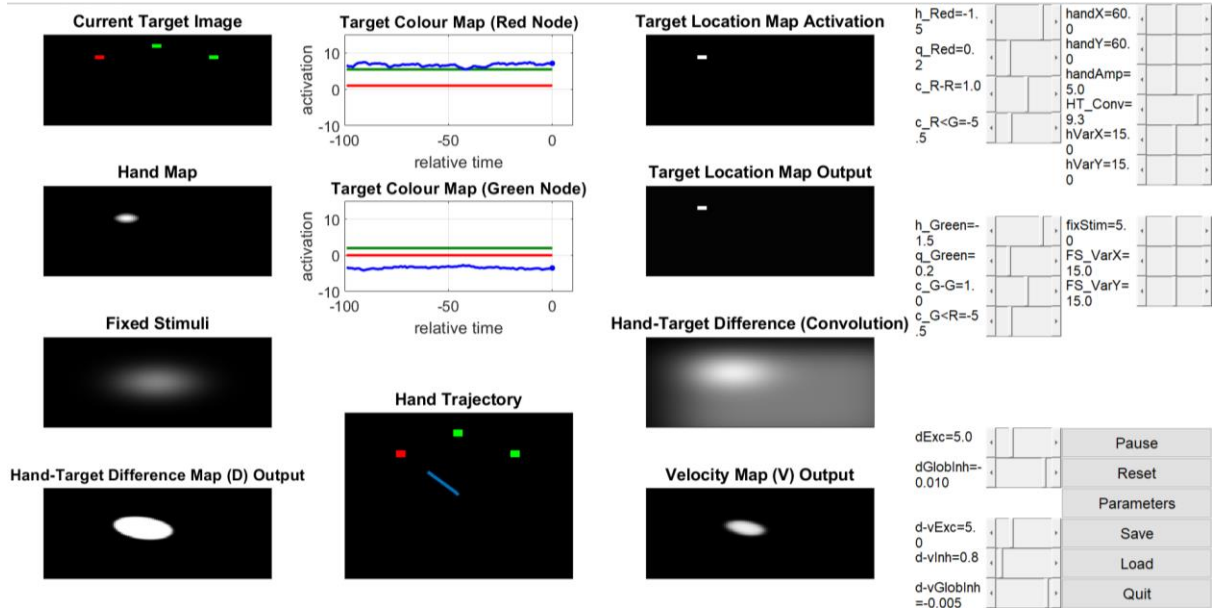 Current Target Image
Target Colour Map (Red Node)
activation
10
0
-10
-100
-50
0
relative time
Target Location Map Activation
Hand Map
Target Colour Map (Green Node)
activation
10
0
-10
-100
-50
0
relative time
Target Location Map Output
Fixed Stimuli
Hand-Target Difference (Convolution)
Hand Trajectory
Hand-Target Difference Map (D) Output
Velocity Map (V) Output
h_Red=-1.
5
q_Red=0.
2
c_R-R=1.0
c_R<G=-5
.5
handX=60.
0
handY=60.
0
handAmp=
5.0
HT_Conv=
9.3
hVarX=15.
0
hVarY=15.
0
h_Green=-
1.5
q_Green=
0.2
c_G-G=1.
0
c_G<R=-5
.5
fixStim=5.
0
FS_VarX=
15.0
FS_VarY=
15.0
dExc=5.0
dGlobInh=-
0.010
d-vExc=5.
0
d-vInh=0.8
d-vGlobInh
=-0.005
Pause
Reset
Parameters
Save
Load
Quit